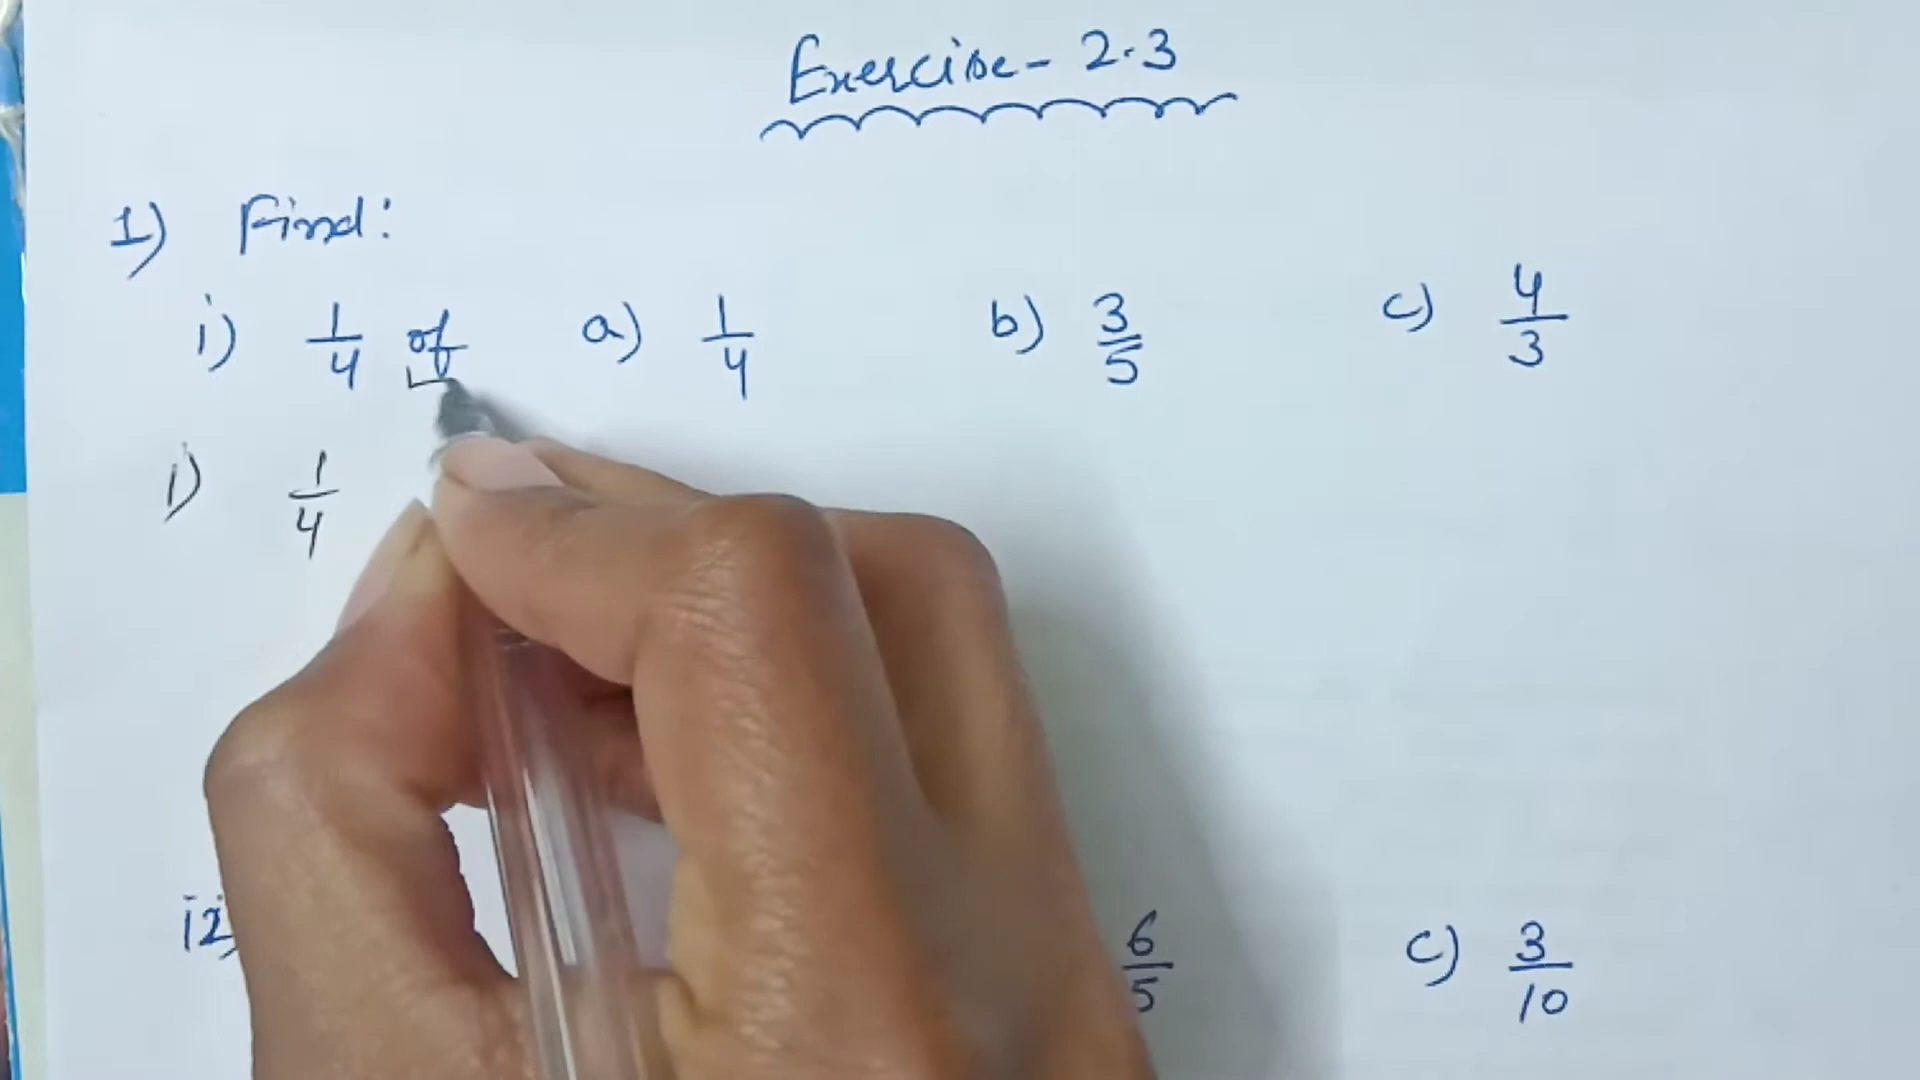 Exercise - 2.3
1) Find:
i) 1/4 of a) 1/4 b) 3/5 c) 4/3
i) 1/4
ii) 6/5 c) 3/10